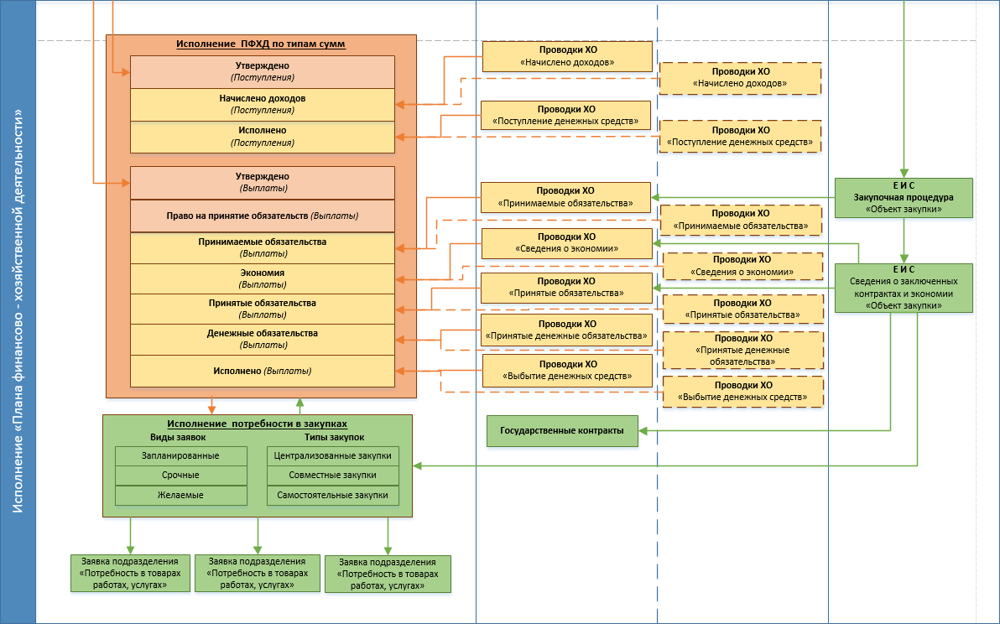 Исполнение «Плана финансово - хозяйственной деятельности»
Исполнение ПФХД по типам сумм
Утверждено
(Поступления)
Начислено доходов
(Поступления)
Исполнено
(Поступления)
Утверждено
(Выплаты)
Право на принятие обязательств (Выплаты)
Принимаемые обязательства
(Выплаты)
Экономия
(Выплаты)
Принятые обязательства
(Выплаты)
Денежные обязательства
(Выплаты)
Исполнено (Выплаты)
Проводки ХО
«Начислено доходов»
Проводки ХО
«Поступление денежных средств»
Проводки ХО
«Принимаемые обязательства»
Проводки ХО
«Сведения о экономии»
Проводки ХО
«Принятые обязательства»
Проводки ХО
«Принятые денежные обязательства»
Проводки ХО
«Выбытие денежных средств»
Проводки ХО
«Начислено доходов»
Проводки ХО
«Поступление денежных средств»
Проводки ХО
«Принимаемые обязательства»
Проводки ХО
«Сведения о экономии»
Проводки ХО
«Принятые обязательства»
Проводки ХО
«Принятые денежные
обязательства»
Проводки ХО
«Выбытие денежных средств»
Е И С
Закупочная процедура
«Объект закупки»
Е И С
Сведения о заключенных
контрактах и экономии
«Объект закупки»
Государственные контракты
Исполнение потребности в закупках
Виды заявок
Запланированные
Срочные
Желаемые
Типы закупок
Централизованные закупки
Совместные закупки
Самостоятельные закупки
Заявка подразделения
«Потребность в товарах
работах, услугах»
Заявка подразделения
«Потребность в товарах
работах, услугах»
Заявка подразделения
«Потребность в товарах
работах, услугах»